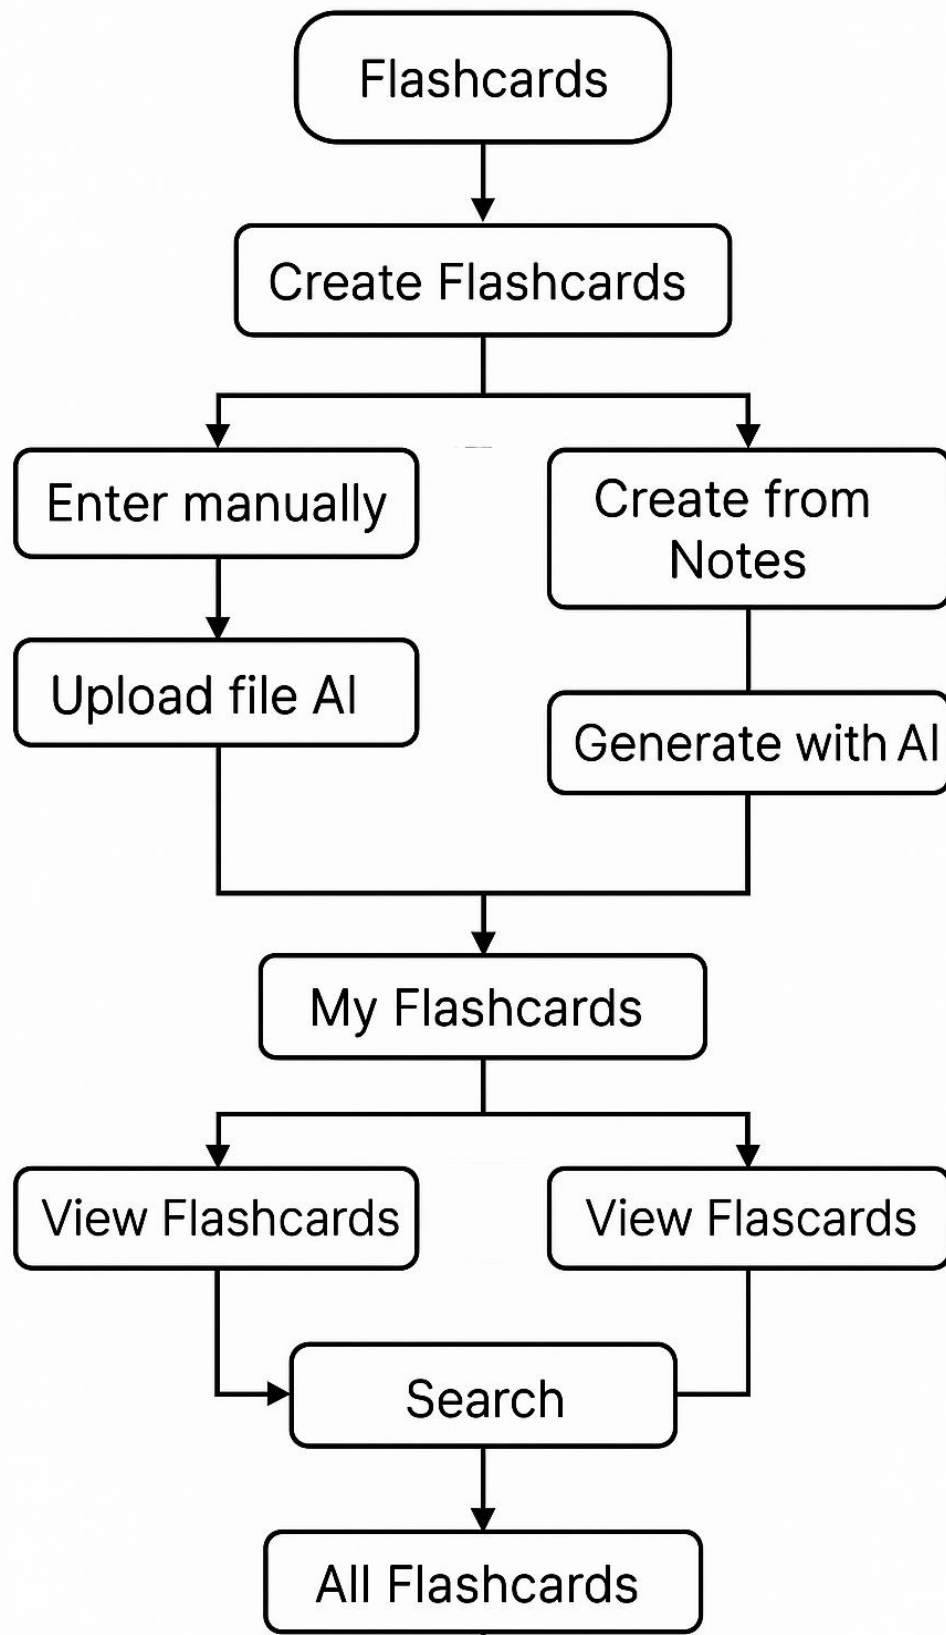 Flashcards
Create Flashcards
Enter manually
Create from
Notes
Upload file AI
Generate with AI
My Flashcards
View Flashcards
View Flascards
Search
All Flashcards